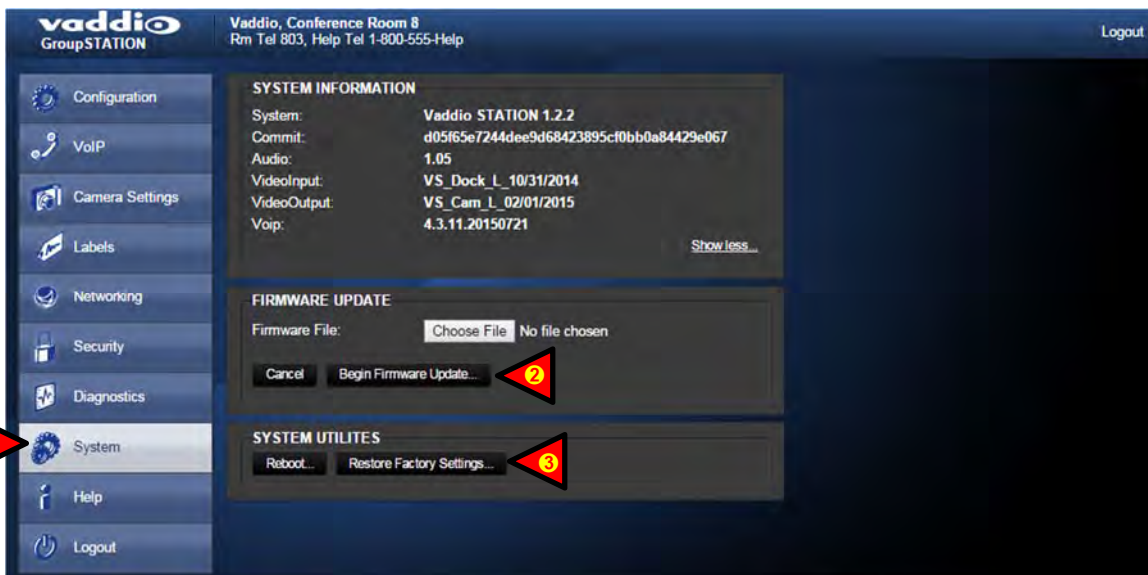 vaddio
GroupSTATION
Vaddio, Conference Room 8
Rm Tel 803, Help Tel 1-800-555-Help
Logout
Configuration
VoIP
Camera Settings
Labels
Networking
Security
Diagnostics
System
Help
Logout
SYSTEM INFORMATION
System: Vaddio STATION 1.2.2
Commit: d05f65e7244dee9d68423895cf0bb0a84429e067
Audio: 1.05
VideoInput: VS_Dock_L_10/31/2014
VideoOutput: VS_Cam_L_02/01/2015
Voip: 4.3.11.20150721
Show less...
FIRMWARE UPDATE
Firmware File: Choose File No file chosen
Cancel Begin Firmware Update... 2
SYSTEM UTILITES
Reboot... Restore Factory Settings... 3